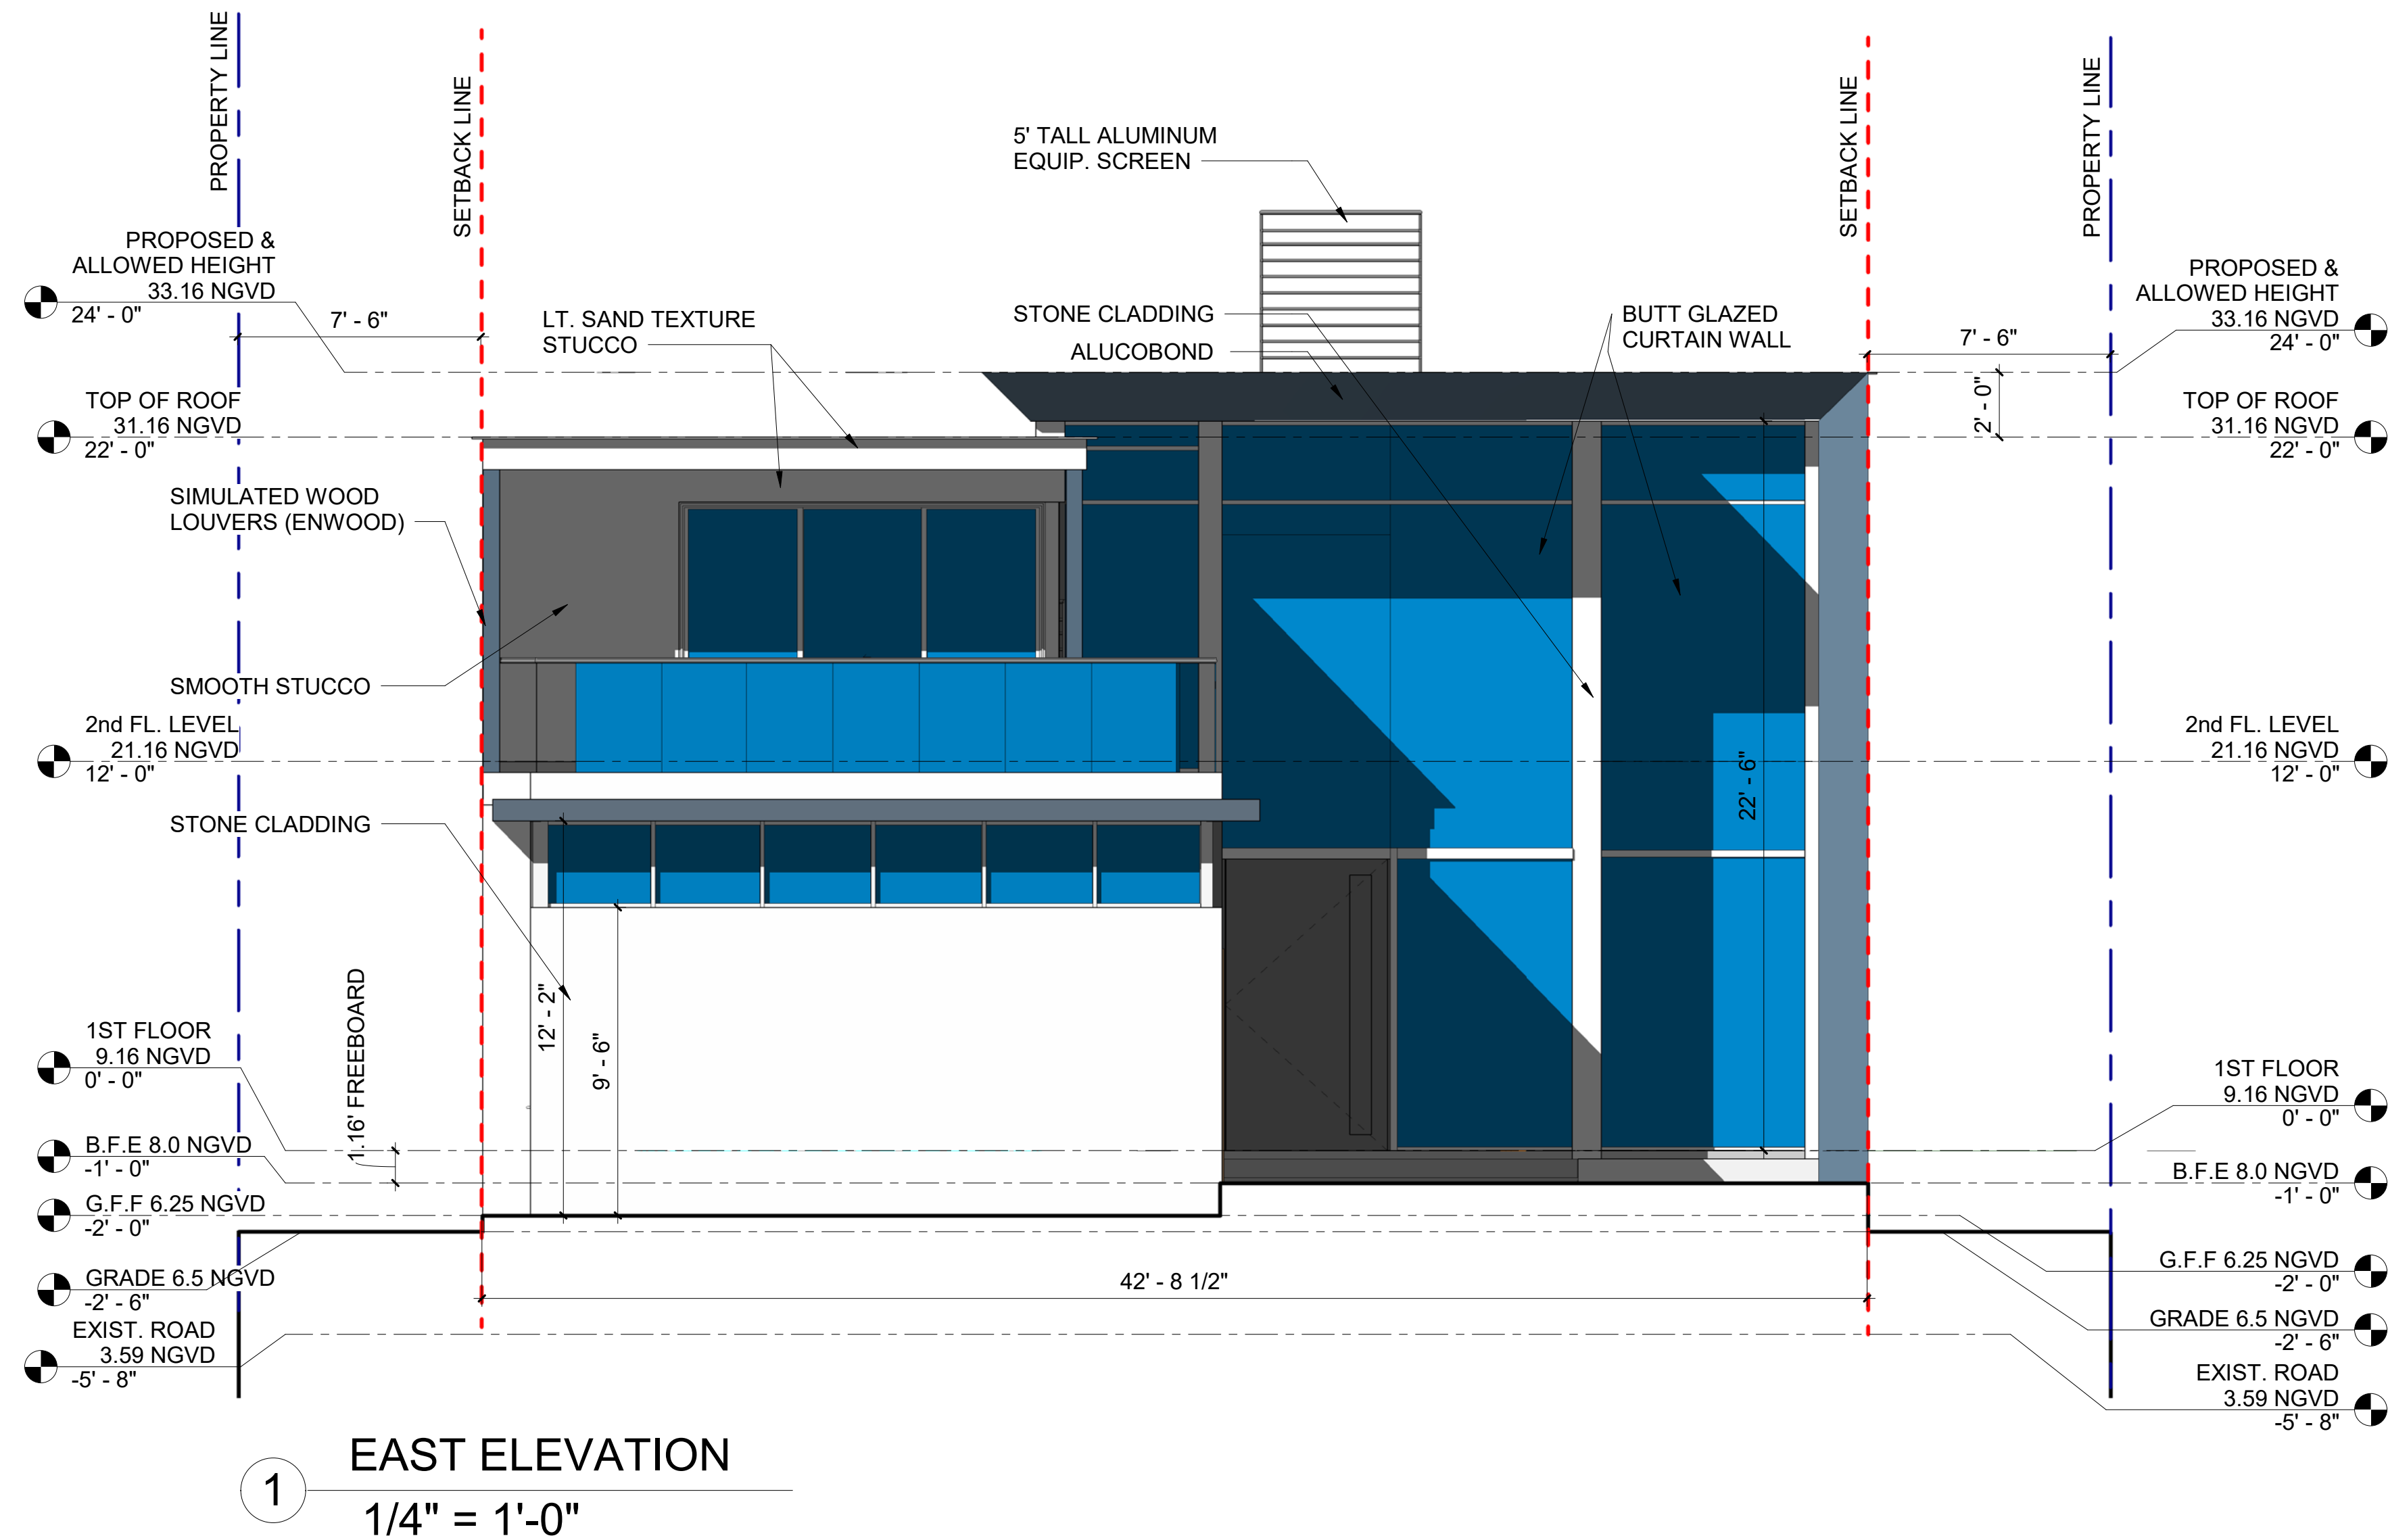 PROPERTY LINE
SETBACK LINE
SETBACK LINE
PROPERTY LINE
5' TALL ALUMINUM
EQUIP. SCREEN
PROPOSED &
ALLOWED HEIGHT
33.16 NGVD
24' - 0"
7' - 6"
LT. SAND TEXTURE
STUCCO
STONE CLADDING
ALUCOBOND
BUTT GLAZED
CURTAIN WALL
7' - 6"
PROPOSED &
ALLOWED HEIGHT
33.16 NGVD
24' - 0"
2' - 0"
TOP OF ROOF
31.16 NGVD
22' - 0"
TOP OF ROOF
31.16 NGVD
22' - 0"
SIMULATED WOOD
LOUVERS (ENWOOD)
SMOOTH STUCCO
2nd FL. LEVEL
21.16 NGVD
12' - 0"
22' - 6"
2nd FL. LEVEL
21.16 NGVD
12' - 0"
STONE CLADDING
12' - 2"
9' - 6"
1.16' FREEBOARD
1ST FLOOR
9.16 NGVD
0' - 0"
1ST FLOOR
9.16 NGVD
0' - 0"
B.F.E 8.0 NGVD
-1' - 0"
B.F.E 8.0 NGVD
-1' - 0"
G.F.F 6.25 NGVD
-2' - 0"
G.F.F 6.25 NGVD
-2' - 0"
GRADE 6.5 NGVD
-2' - 6"
42' - 8 1/2"
GRADE 6.5 NGVD
-2' - 6"
EXIST. ROAD
3.59 NGVD
-5' - 8"
EXIST. ROAD
3.59 NGVD
-5' - 8"
1
EAST ELEVATION
1/4" = 1'-0"